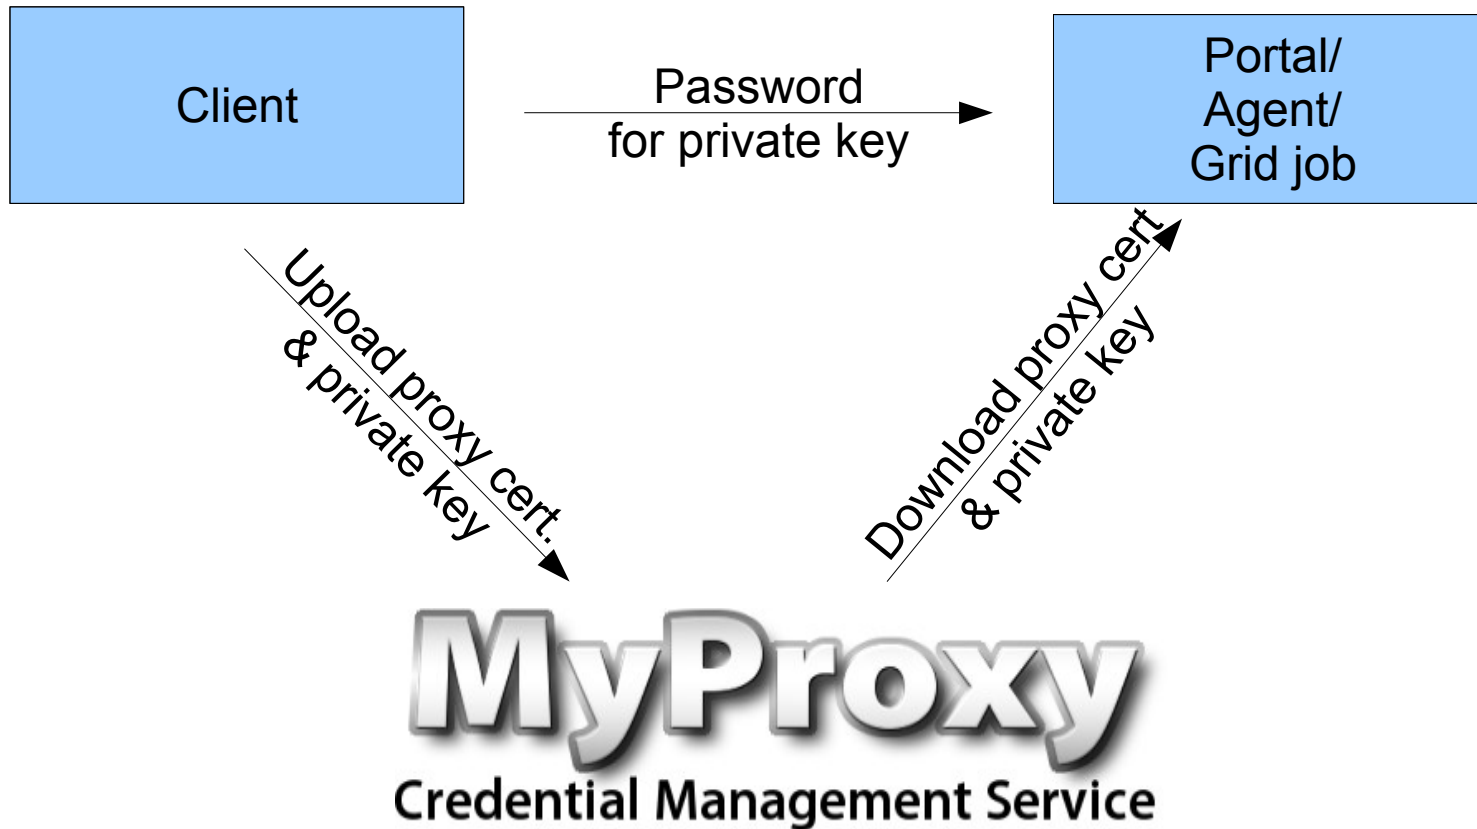 Client
Password
for private key
Portal/
Agent/
Grid job
Upload proxy cert.
& private key
Download proxy cert
& private key
MyProxy
Credential Management Service